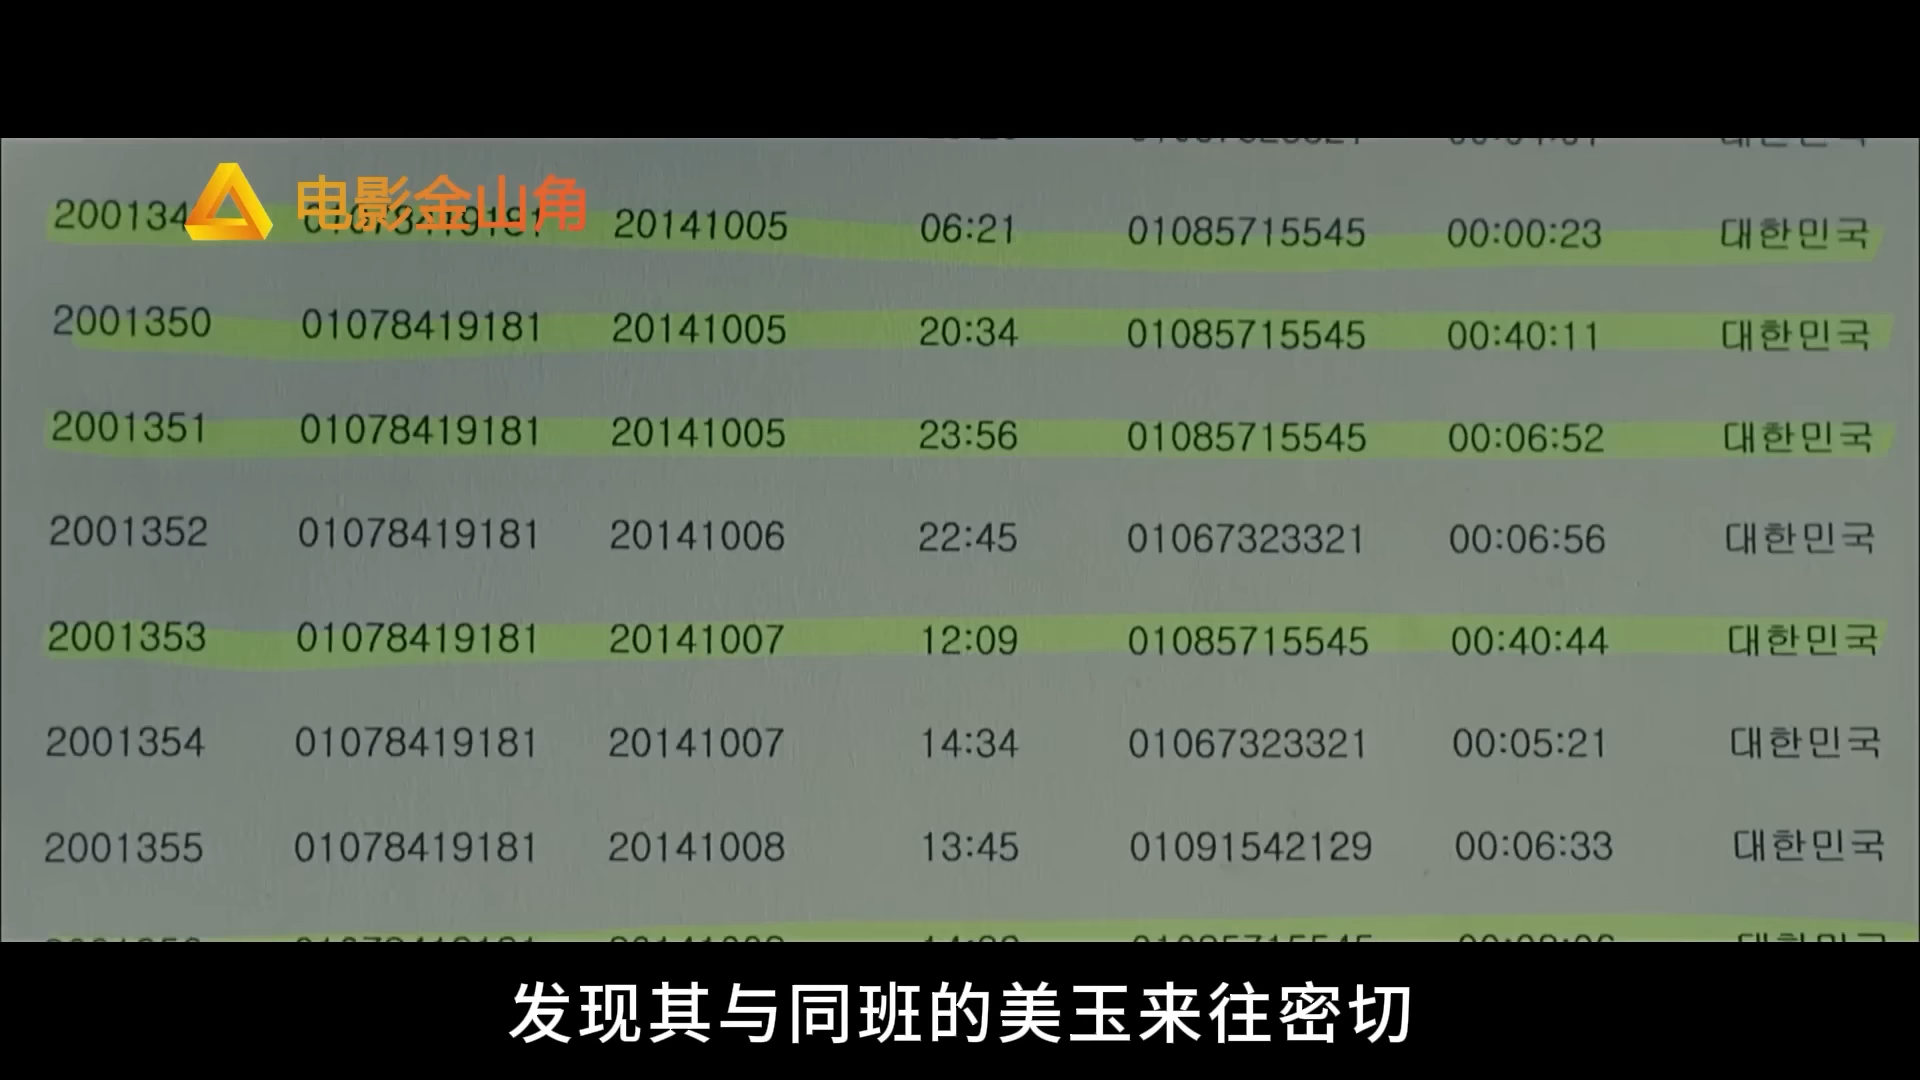 电影金山角
200134 20141005 06:21 01085715545 00:00:23 대한민국
2001350 01078419181 20141005 20:34 01085715545 00:40:11 대한민국
2001351 01078419181 20141005 23:56 01085715545 00:06:52 대한민국
2001352 01078419181 20141006 22:45 01067323321 00:06:56 대한민국
2001353 01078419181 20141007 12:09 01085715545 00:40:44 대한민국
2001354 01078419181 20141007 14:34 01067323321 00:05:21 대한민국
2001355 01078419181 20141008 13:45 01091542129 00:06:33 대한민국
发现其与同班的美玉来往密切